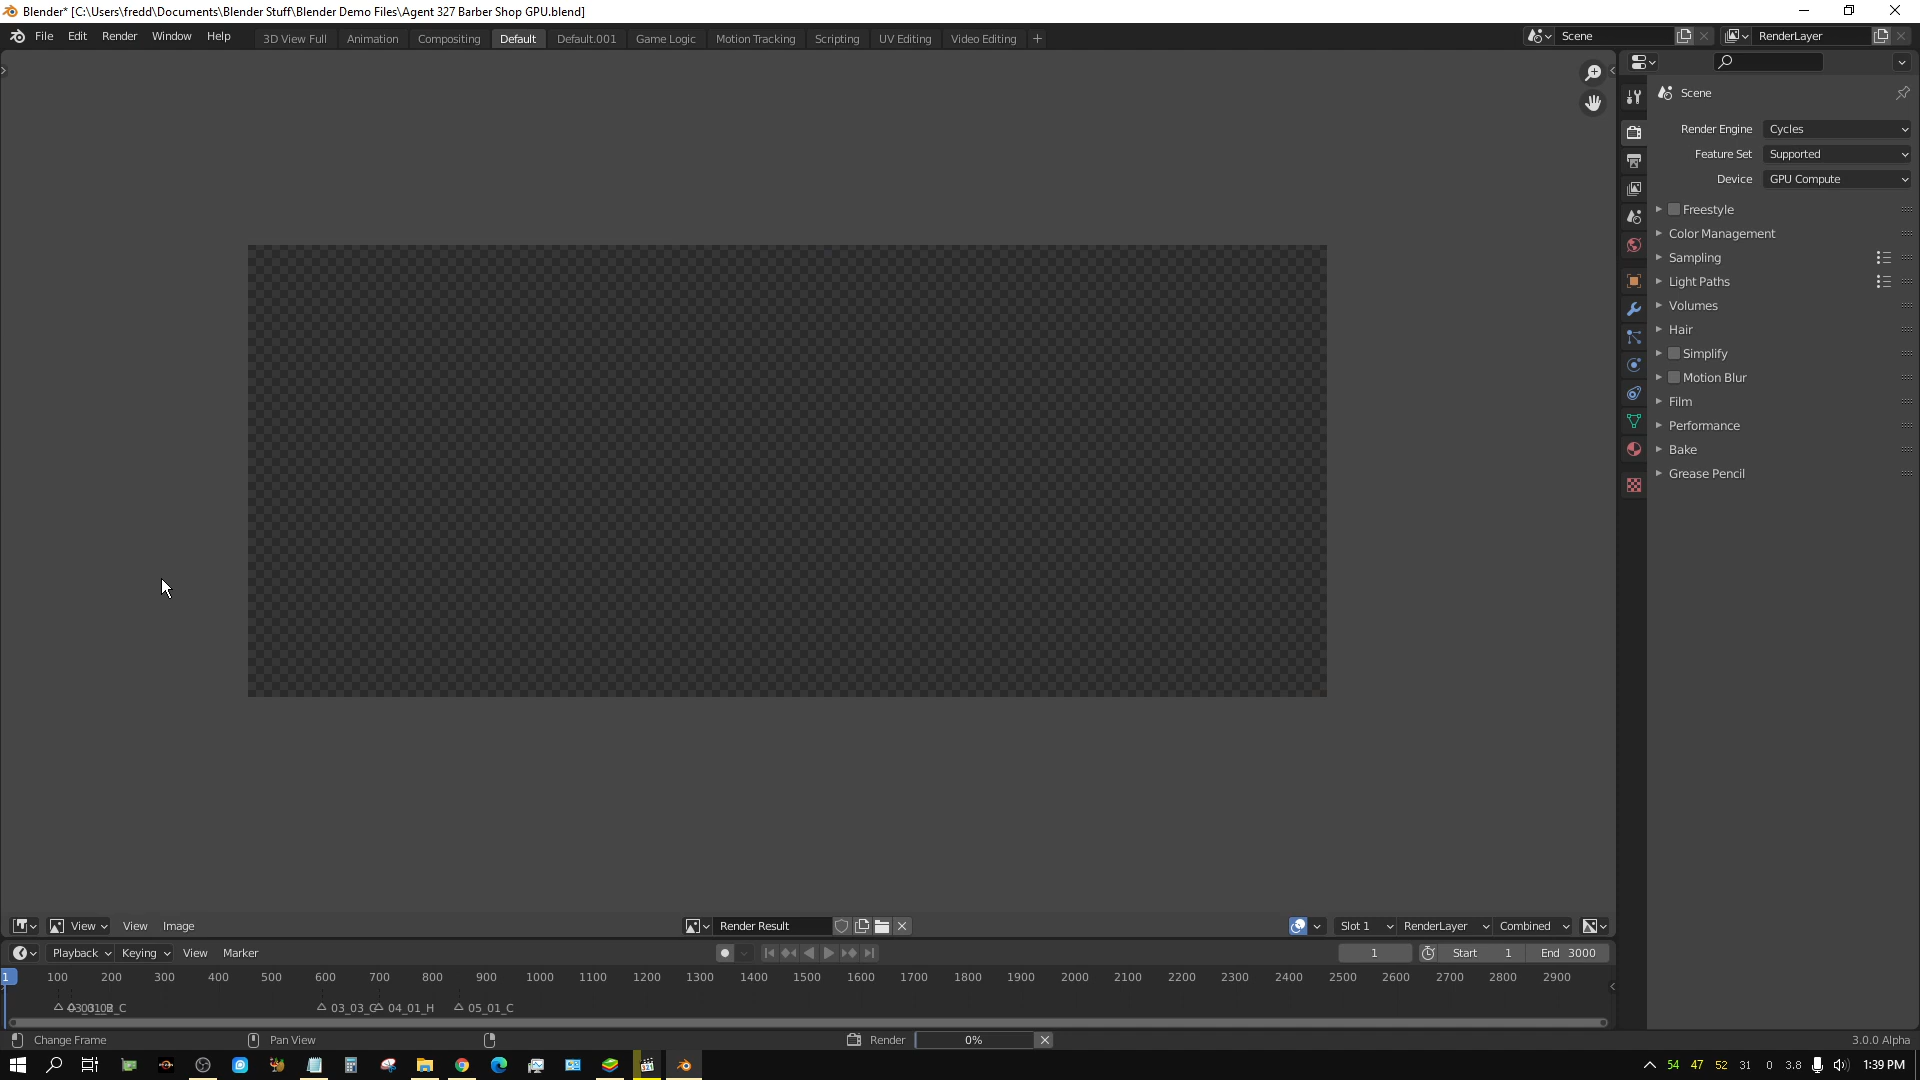 Blender* [C:\Users\fredd\Documents\Blender Stuff\Blender Demo Files\Agent 327 Barber Shop GPU.blend]
File Edit Render Window Help 3D View Full Animation Compositing Default Default.001 Game Logic Motion Tracking Scripting UV Editing Video Editing + Scene RenderLayer
Scene
Render Engine Cycles
Feature Set Supported
Device GPU Compute
Freestyle
Color Management
Sampling
Light Paths
Volumes
Hair
Simplify
Motion Blur
Film
Performance
Bake
Grease Pencil
View View Image Render Result Slot 1 RenderLayer Combined
Playback Keying View Marker 1 Start 1 End 3000
1 100 200 300 400 500 600 700 800 900 1000 1100 1200 1300 1400 1500 1600 1700 1800 1900 2000 2100 2200 2300 2400 2500 2600 2700 2800 2900
03_03_C 04_01_H 05_01_C
Change Frame Pan View Render 0% 3.0.0 Alpha
54 47 52 31 0 3.8 1:39 PM